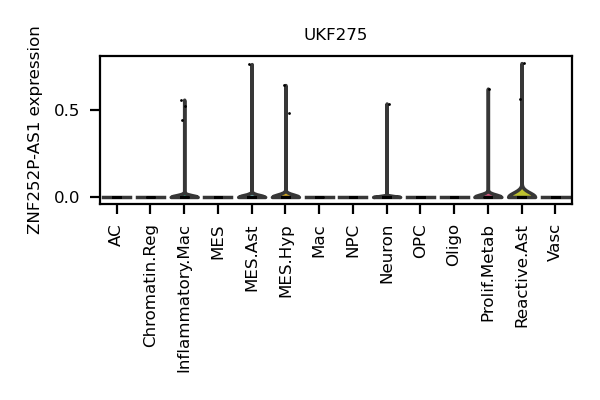 UKF275
ZNF252P-AS1 expression
0.5
0.0
AC
Chromatin.Reg
Inflammatory.Mac
MES
MES.Ast
MES.Hyp
Mac
NPC
Neuron
OPC
Oligo
Prolif.Metab
Reactive.Ast
Vasc